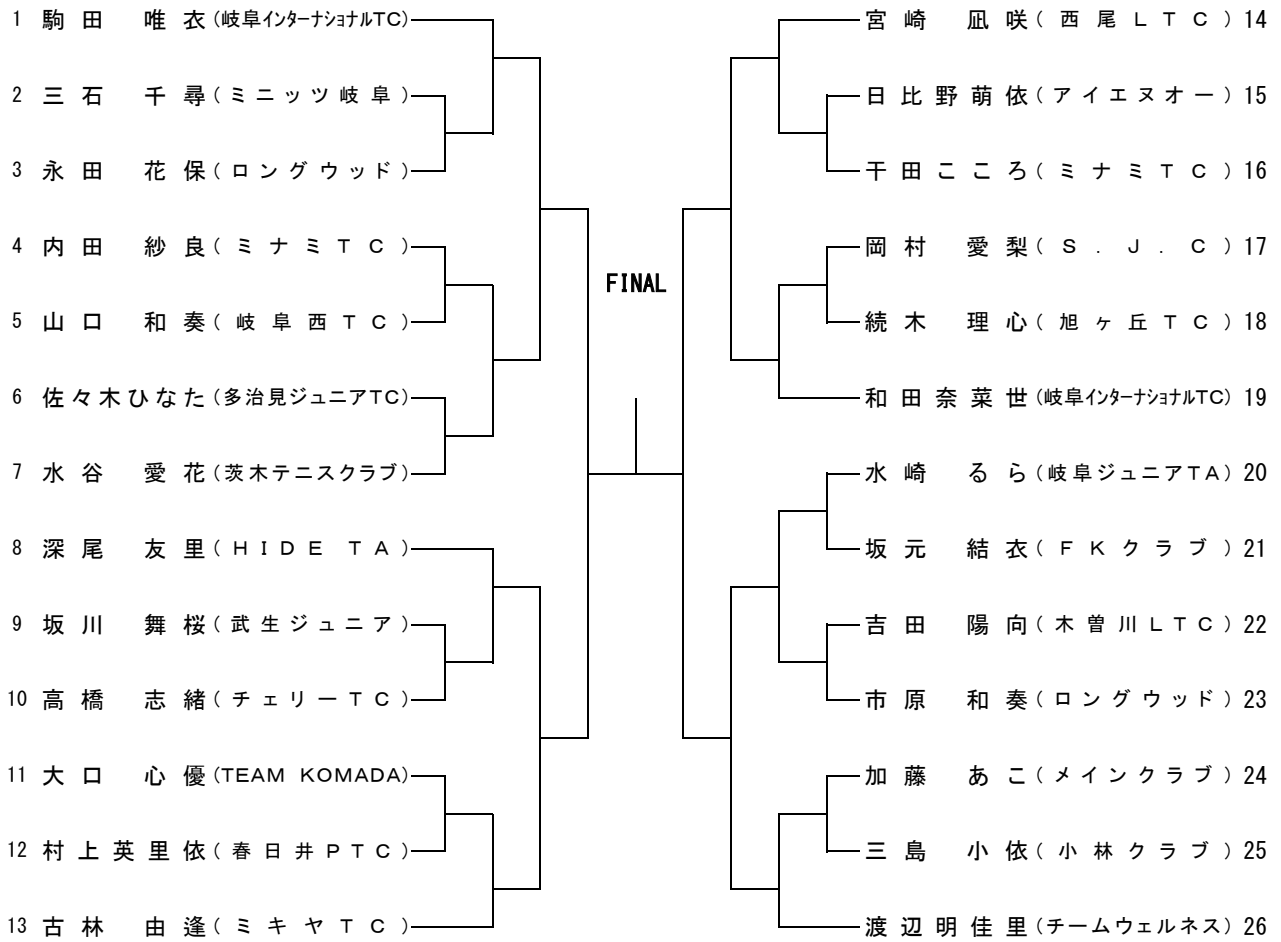 1 駒田 唯衣 (岐阜インターナショナルTC)
2 三石 千尋 (ミニッツ岐阜)
3 永田 花保 (ロングウッド)
4 内田 紗良 (ミナミTC)
5 山口 和奏 (岐阜西TC)
6 佐々木ひなた (多治見ジュニアTC)
7 水谷 愛花 (茨木テニスクラブ)
8 深尾 友里 (HIDE TA)
9 坂川 舞桜 (武生ジュニア)
10 高橋 志緒 (チェリーTC)
11 大口 心優 (TEAM KOMADA)
12 村上英里依 (春日井PTC)
13 古林 由逢 (ミキヤTC)
FINAL
宮崎 凪咲 (西尾LTC) 14
日比野萌依 (アイエヌオー) 15
干田こころ (ミナミTC) 16
岡村 愛梨 (S.J.C) 17
続木 理心 (旭ヶ丘TC) 18
和田奈菜世 (岐阜インターナショナルTC) 19
水崎 るら (岐阜ジュニアTA) 20
坂元 結衣 (FKクラブ) 21
吉田 陽向 (木曽川LTC) 22
市原 和奏 (ロングウッド) 23
加藤 あこ (メインクラブ) 24
三島 小依 (小林クラブ) 25
渡辺明佳里 (チームウェルネス) 26